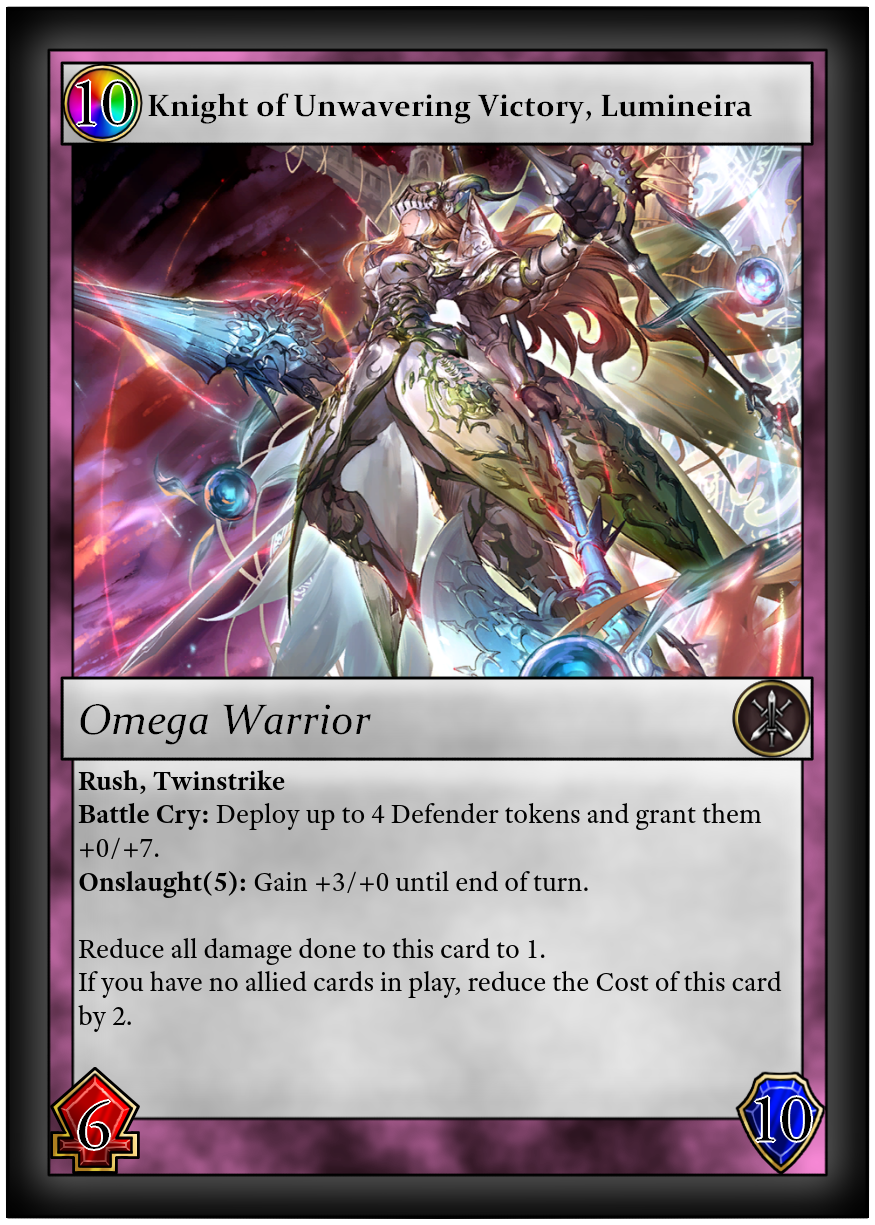 10
Knight of Unwavering Victory, Lumineira
Omega Warrior
Rush, Twinstrike
Battle Cry: Deploy up to 4 Defender tokens and grant them
+0/+7.
Onslaught(5): Gain +3/+0 until end of turn.
Reduce all damage done to this card to 1.
If you have no allied cards in play, reduce the Cost of this card
by 2.
6
10